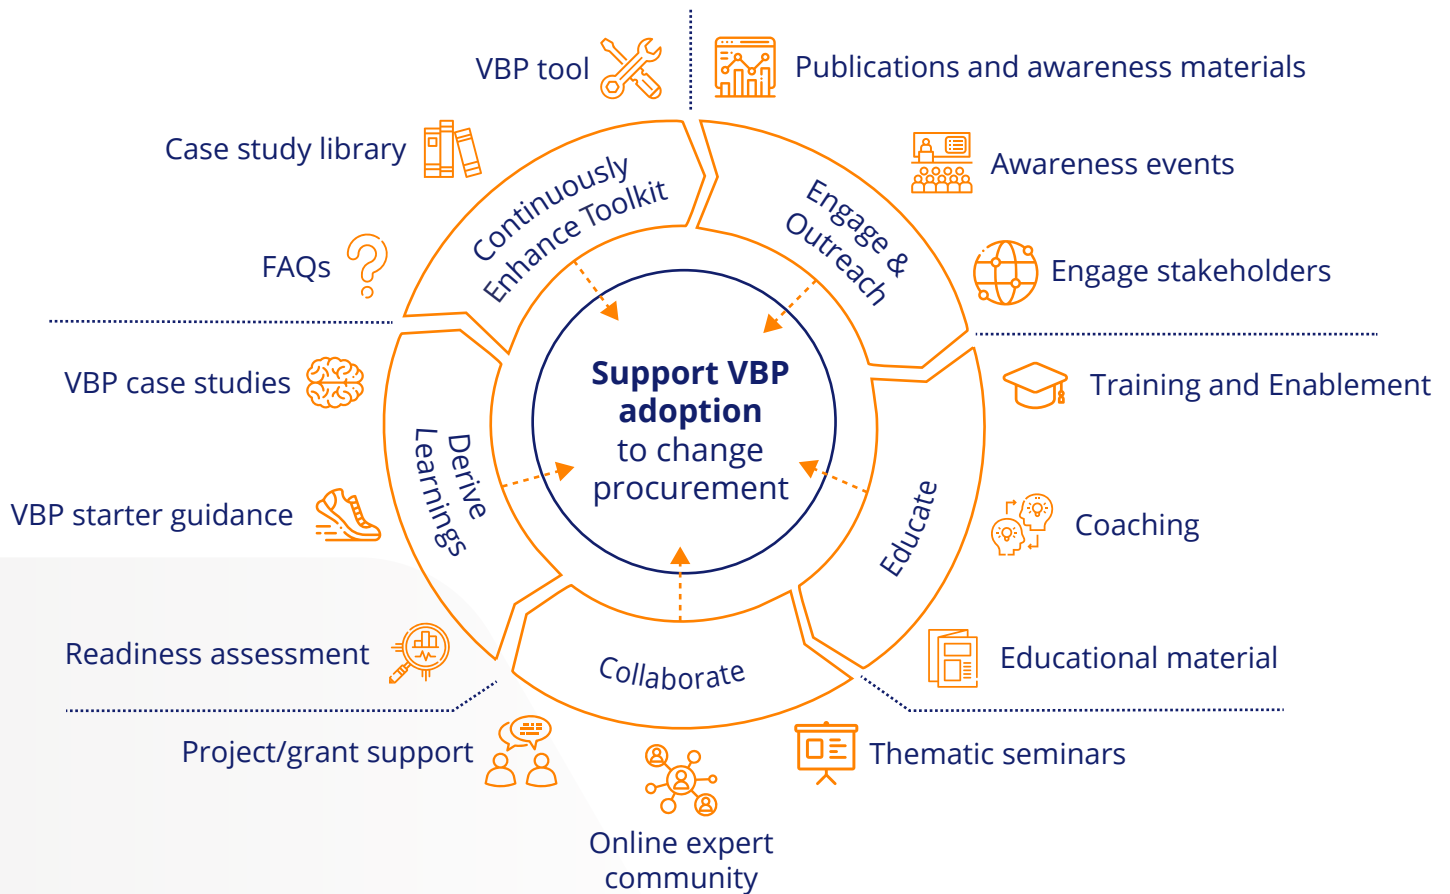 VBP tool
Publications and awareness materials
Case study library
Awareness events
Continuously
Enhance Toolkit
Engage &
Outreach
FAQs
Engage stakeholders
Support VBP
adoption
to change
procurement
VBP case studies
Training and Enablement
Derive
Learnings
Educate
VBP starter guidance
Coaching
Readiness assessment
Collaborate
Educational material
Project/grant support
Thematic seminars
Online expert
community